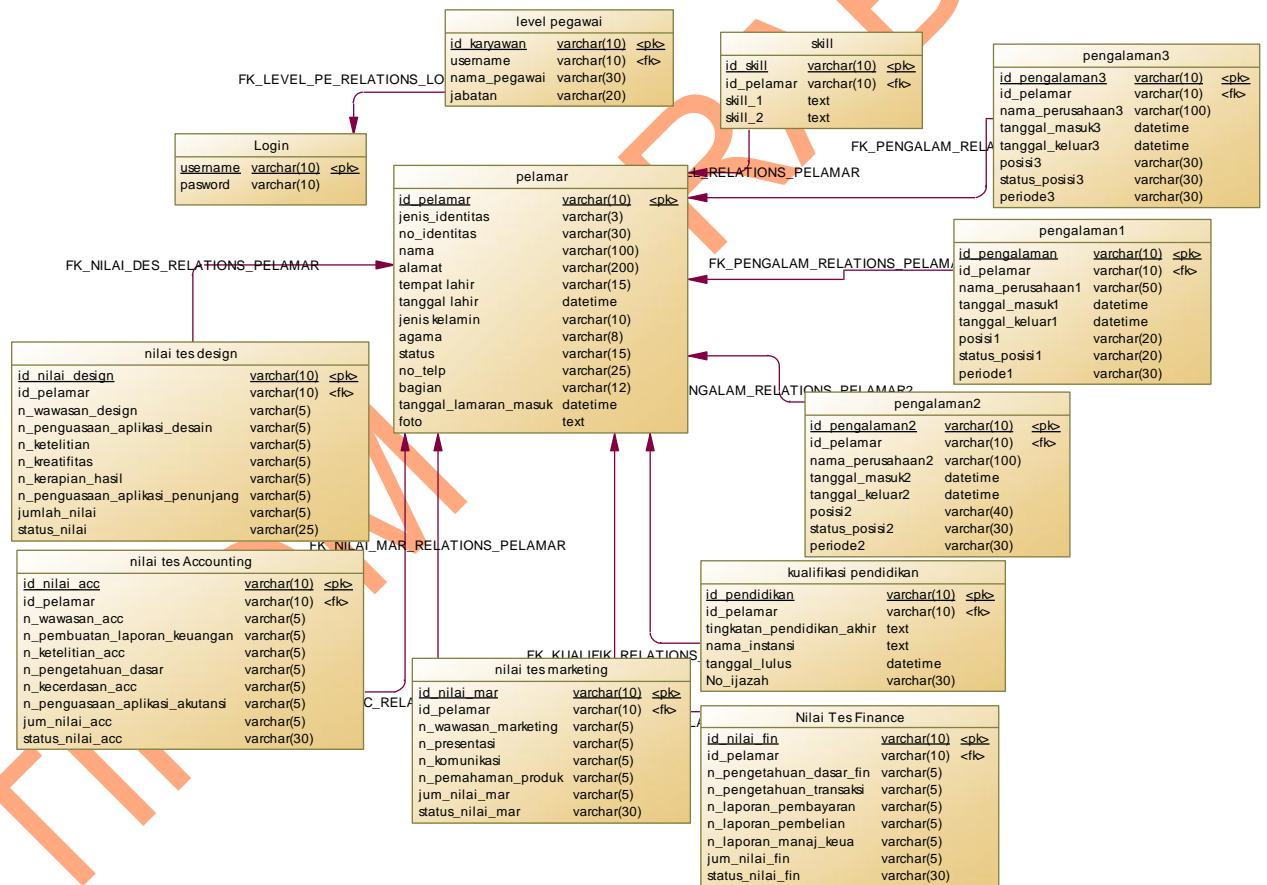 level pegawai
id_karyawan varchar(10) <pk>
username varchar(10) <fk>
nama_pegawai varchar(30)
jabatan varchar(20)
FK_LEVEL_PE_RELATIONS_LO
Login
username varchar(10) <pk>
pasword varchar(10)
skill
id_skill varchar(10) <pk>
id_pelamar varchar(10) <fk>
skill_1 text
skill_2 text
pengalaman3
id_pengalaman3 varchar(10) <pk>
id_pelamar varchar(10) <fk>
nama_perusahaan3 varchar(100)
tanggal_masuk3 datetime
tanggal_keluar3 datetime
posisi3 varchar(30)
status_posisi3 varchar(30)
periode3 varchar(30)
FK_PENGALAM_RELA
L_RELATIONS_PELAMAR
pelamar
id_pelamar varchar(10) <pk>
jenis_identitas varchar(3)
no_identitas varchar(30)
nama varchar(100)
alamat varchar(200)
tempat lahir varchar(15)
tanggal lahir datetime
jenis kelamin varchar(10)
agama varchar(8)
status varchar(15)
no_telp varchar(25)
bagian varchar(12)
tanggal_lamaran_masuk datetime
foto text
pengalaman1
id_pengalaman varchar(10) <pk>
id_pelamar varchar(10) <fk>
nama_perusahaan1 varchar(50)
tanggal_masuk1 datetime
tanggal_keluar1 datetime
posisi1 varchar(20)
status_posisi1 varchar(20)
periode1 varchar(30)
FK_PENGALAM_RELATIONS_PELAMA
FK_NILAI_DES_RELATIONS_PELAMAR
nilai tes design
id_nilai_design varchar(10) <pk>
id_pelamar varchar(10) <fk>
n_wawasan_design varchar(5)
n_penguasaan_aplikasi_desain varchar(5)
n_ketelitian varchar(5)
n_kreatifitas varchar(5)
n_kerapian_hasil varchar(5)
n_penguasaan_aplikasi_penunjang varchar(5)
jumlah_nilai varchar(5)
status_nilai varchar(25)
NGALAM_RELATIONS_PELAMAR2
pengalaman2
id_pengalaman2 varchar(10) <pk>
id_pelamar varchar(10) <fk>
nama_perusahaan2 varchar(100)
tanggal_masuk2 datetime
tanggal_keluar2 datetime
posisi2 varchar(40)
status_posisi2 varchar(30)
periode2 varchar(30)
FK_NILAI_MAR_RELATIONS_PELAMAR
nilai tes Accounting
id_nilai_acc varchar(10) <pk>
id_pelamar varchar(10) <fk>
n_wawasan_acc varchar(5)
n_pembuatan_laporan_keuangan varchar(5)
n_ketelitian_acc varchar(5)
n_pengetahuan_dasar varchar(5)
n_kecerdasan_acc varchar(5)
n_penguasaan_aplikasi_akutansi varchar(5)
jum_nilai_acc varchar(5)
status_nilai_acc varchar(30)
C_RELA
kualifikasi pendidikan
id_pendidikan varchar(10) <pk>
id_pelamar varchar(10) <fk>
tingkatan_pendidikan_akhir text
nama_instansi text
tanggal_lulus datetime
No_ijazah varchar(30)
FK_KUALIFIK_RELATIONS_
nilai tes marketing
id_nilai_mar varchar(10) <pk>
id_pelamar varchar(10) <fk>
n_wawasan_marketing varchar(5)
n_presentasi varchar(5)
n_komunikasi varchar(5)
n_pemahaman_produk varchar(5)
jum_nilai_mar varchar(5)
status_nilai_mar varchar(30)
Nilai Tes Finance
id_nilai_fin varchar(10) <pk>
id_pelamar varchar(10) <fk>
n_pengetahuan_dasar_fin varchar(5)
n_pengetahuan_transaksi varchar(5)
n_laporan_pembayaran varchar(5)
n_laporan_pembelian varchar(5)
n_laporan_manaj_keua varchar(5)
jum_nilai_fin varchar(5)
status_nilai_fin varchar(30)